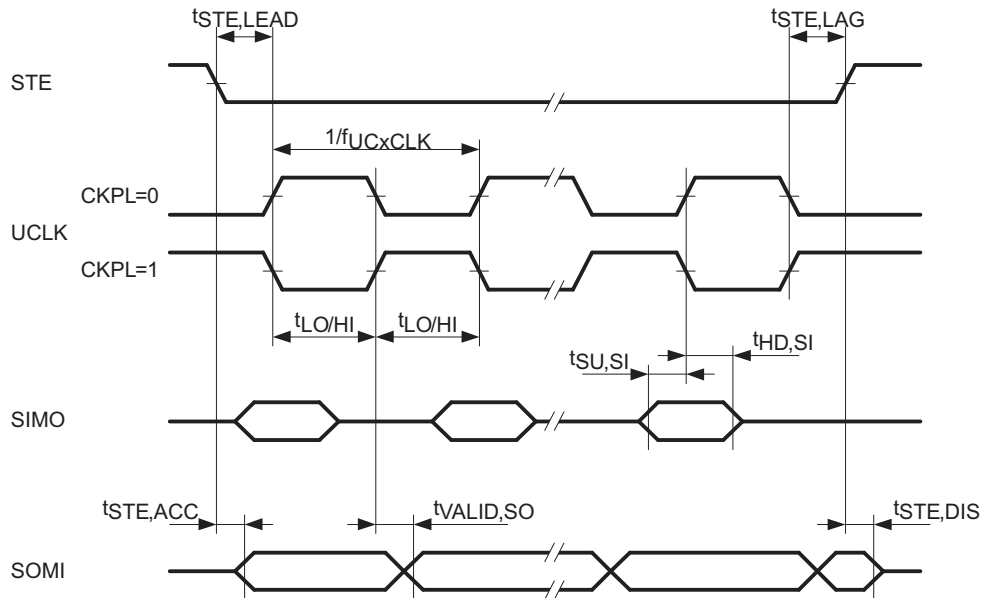 tSTE,LEAD
tSTE,LAG
STE
1/fUCxCLK
CKPL=0
UCLK
CKPL=1
tLO/HI
tLO/HI
tSU,SI
tHD,SI
SIMO
tSTE,ACC
tVALID,SO
tSTE,DIS
SOMI